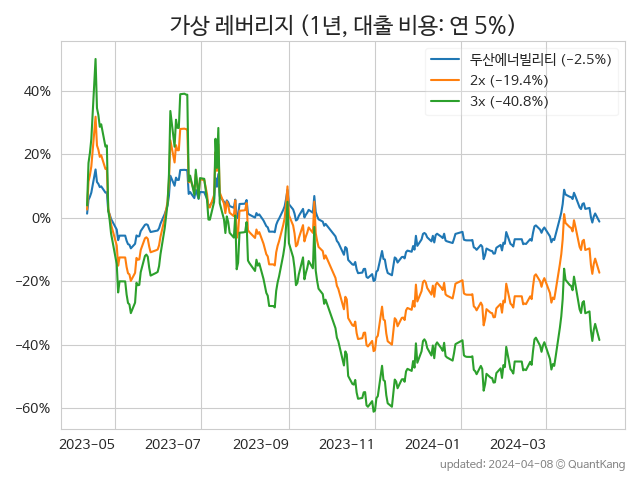 가상 레버리지 (1년, 대출 비용: 연 5%)
두산에너빌리티 (−2.5%)
2x (−19.4%)
3x (−40.8%)
40%
20%
0%
−20%
−40%
−60%
2023-05 2023-07 2023-09 2023-11 2024-01 2024-03
updated: 2024-04-08 © QuantKang